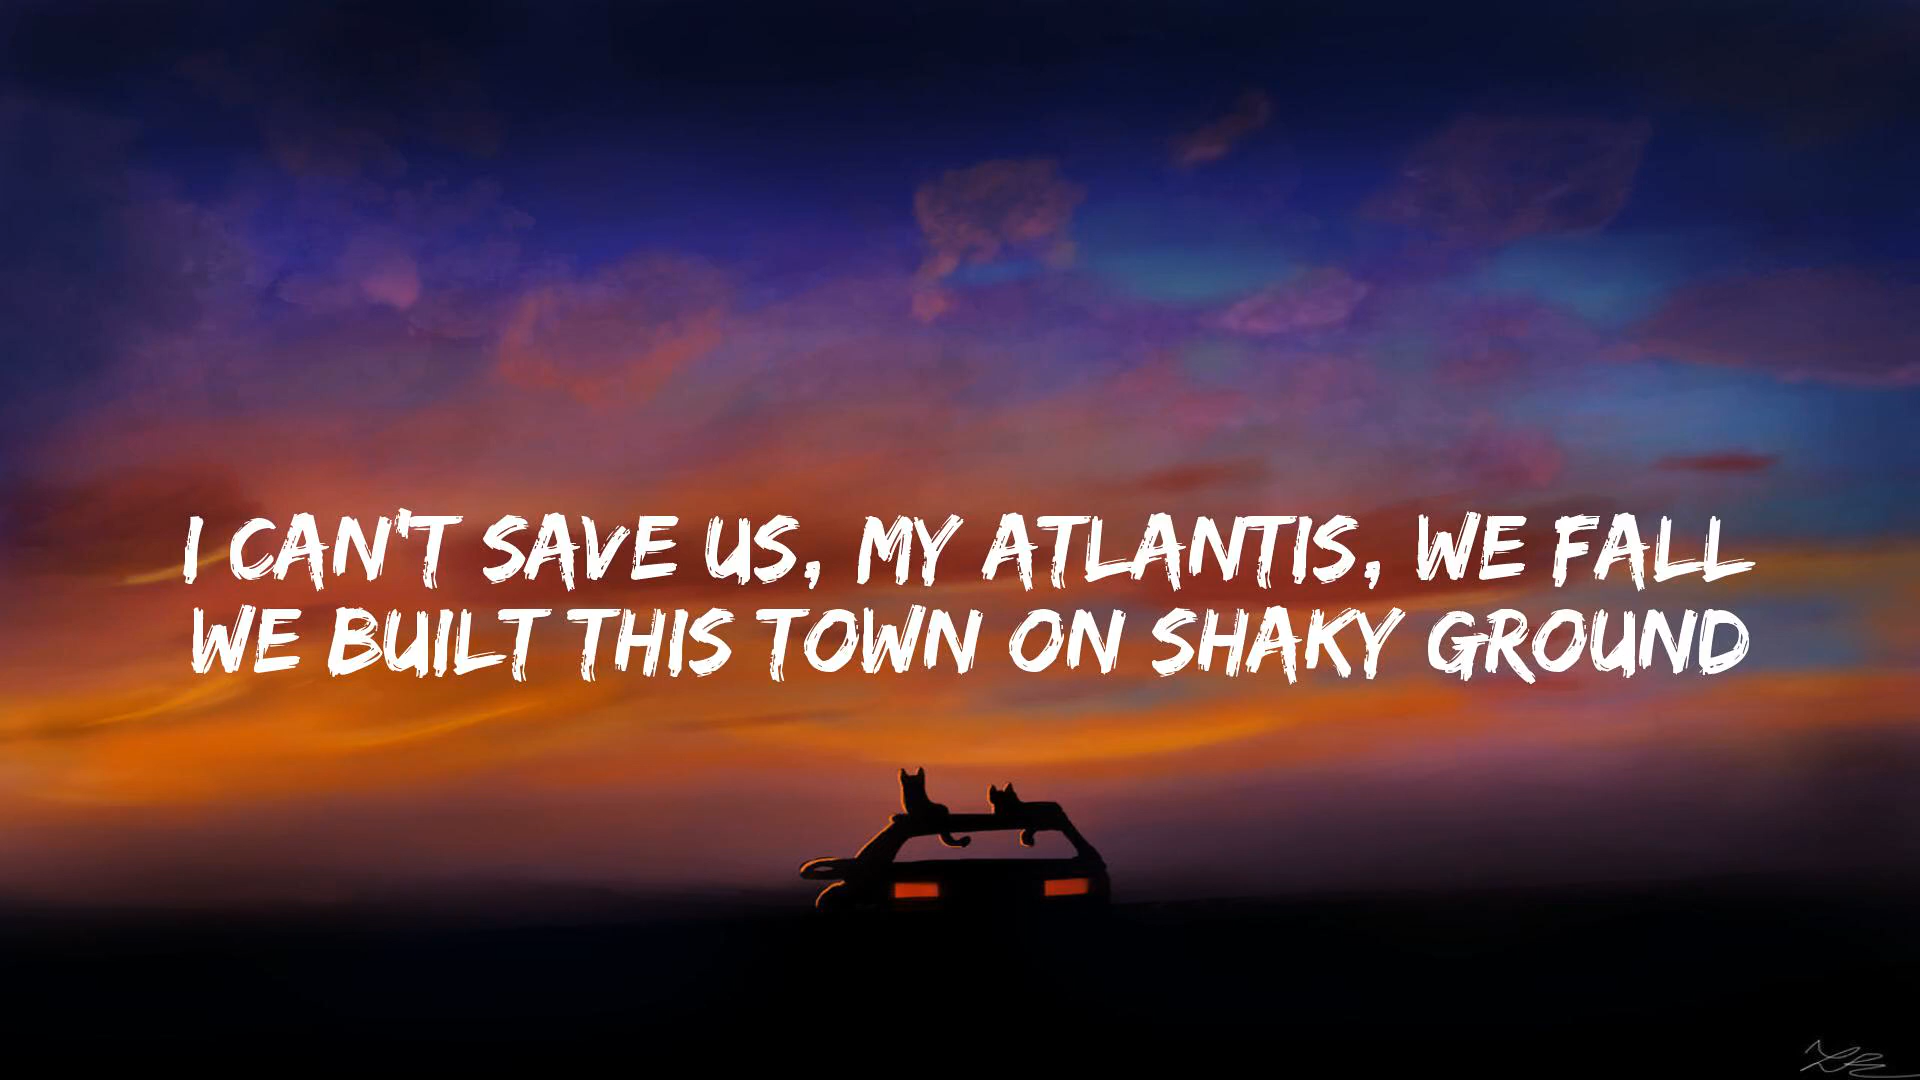 I CAN'T SAVE US, MY ATLANTIS, WE FALL
WE BUILT THIS TOWN ON SHAKY GROUND